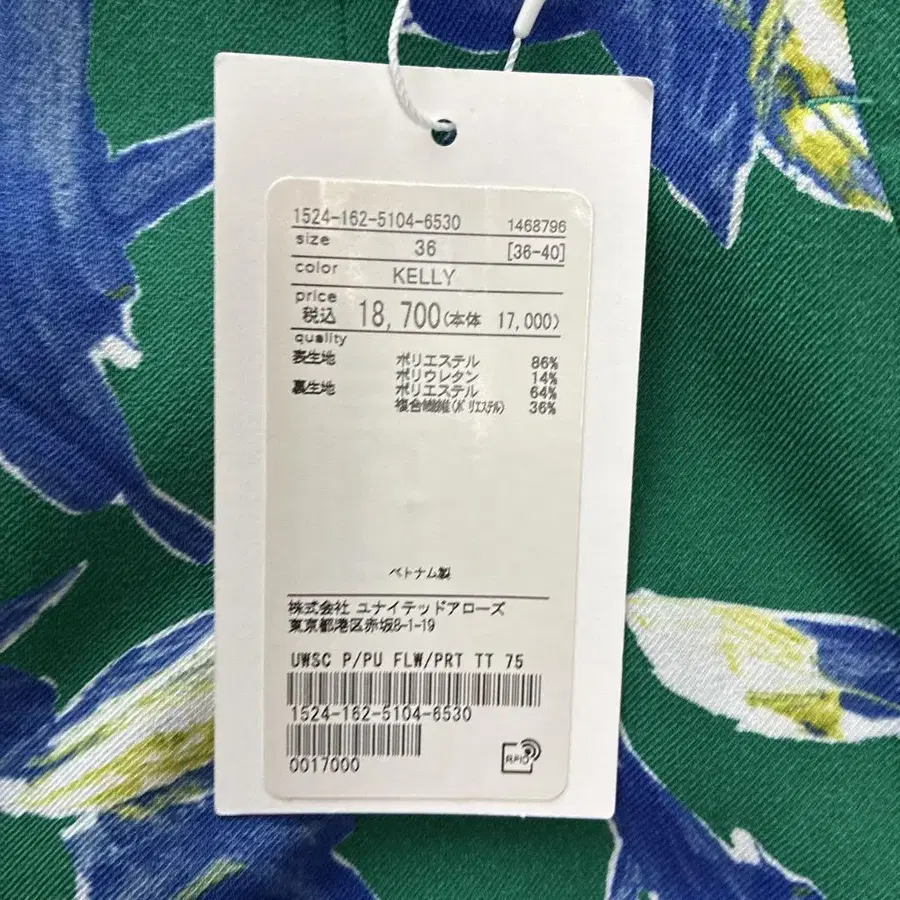 1524-162-5104-6530 1468796
size 36 [36-40]
color KELLY
price
税込 18,700(本体 17,000)
quality
表生地 ポリエステル 86%
ポリウレタン 14%
裏生地 ポリエステル 64%
複合繊維(ポリエステル) 36%
ベトナム製
株式会社 ユナイテッドアローズ
東京都港区赤坂8-1-19
UWSC P/PU FLW/PRT TT 75
1524-162-5104-6530
0017000
RFID